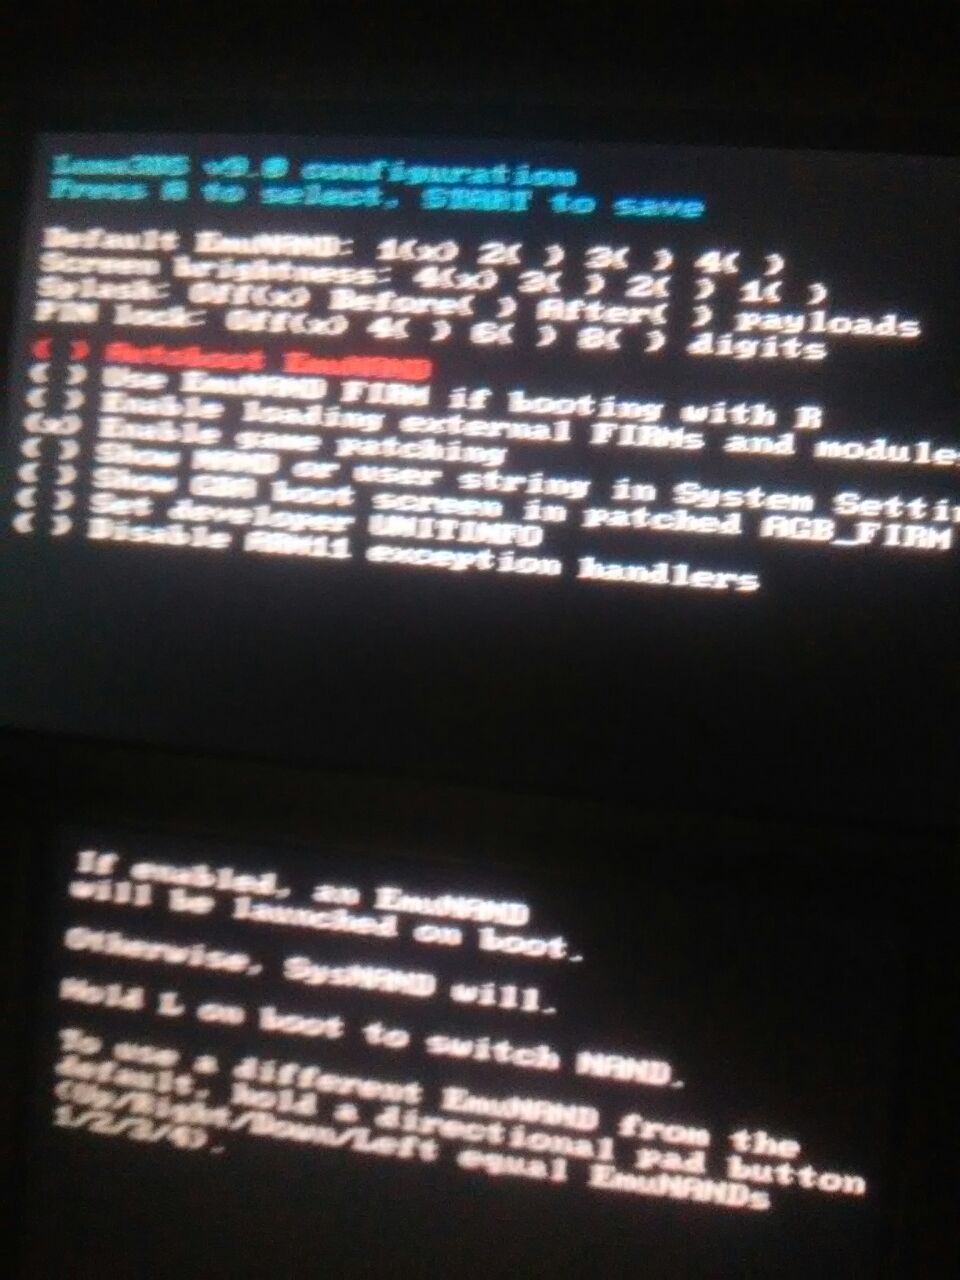 Luma3DS v8.0 configuration
Press A to select, START to save
Default EmuNAND: 1(x) 2( ) 3( ) 4( )
Screen brightness: 4(x) 3( ) 2( ) 1( )
Splash: Off(x) Before( ) After( ) payloads
PIN lock: Off(x) 4( ) 6( ) 8( ) digits
( ) Autoboot EmuNAND
( ) Use EmuNAND FIRM if booting with R
( ) Enable loading external FIRMs and modules
(x) Enable game patching
( ) Show NAND or user string in System Settin
( ) Show GBA boot screen in patched AGB_FIRM
( ) Set developer UNITINFO
( ) Disable ARM11 exception handlers
If enabled, an EmuNAND
will be launched on boot.
Otherwise, SysNAND will.
Hold L on boot to switch NAND.
To use a different EmuNAND from the
default, hold a directional pad button
(Up/Right/Down/Left equal EmuNANDs
1/2/3/4).